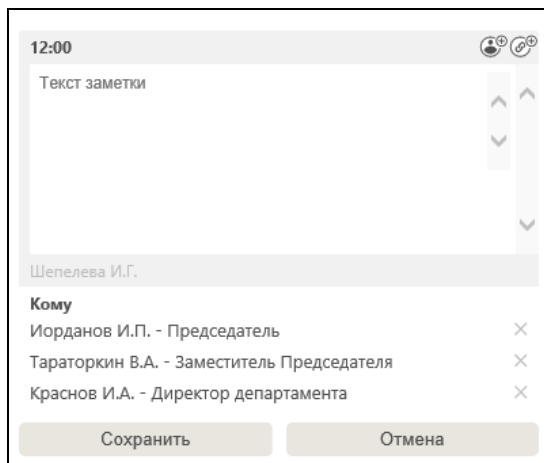 12:00
Текст заметки
Шепелева И.Г.
Кому
Иорданов И.П. - Председатель
Тараторкин В.А. - Заместитель Председателя
Краснов И.А. - Директор департамента
Сохранить Отмена